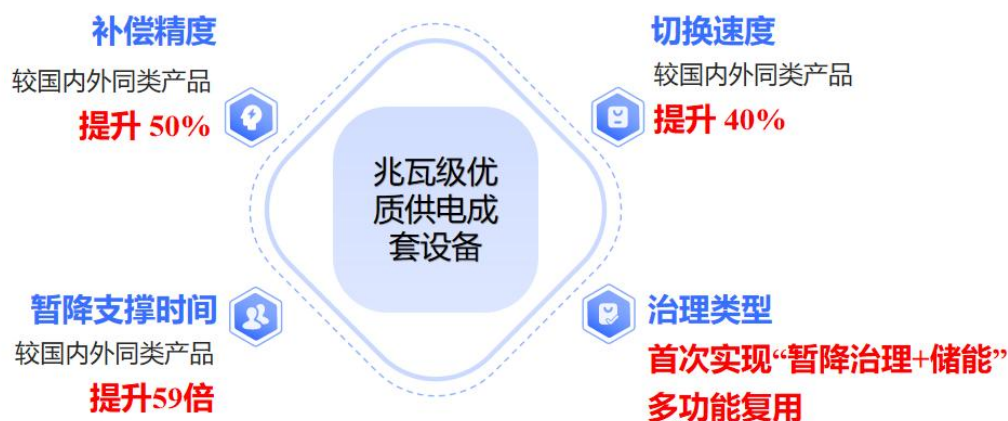 补偿精度
较国内外同类产品
提升 50%
切换速度
较国内外同类产品
提升 40%
兆瓦级优
质供电成
套设备
暂降支撑时间
较国内外同类产品
提升59倍
治理类型
首次实现“暂降治理+储能”
多功能复用